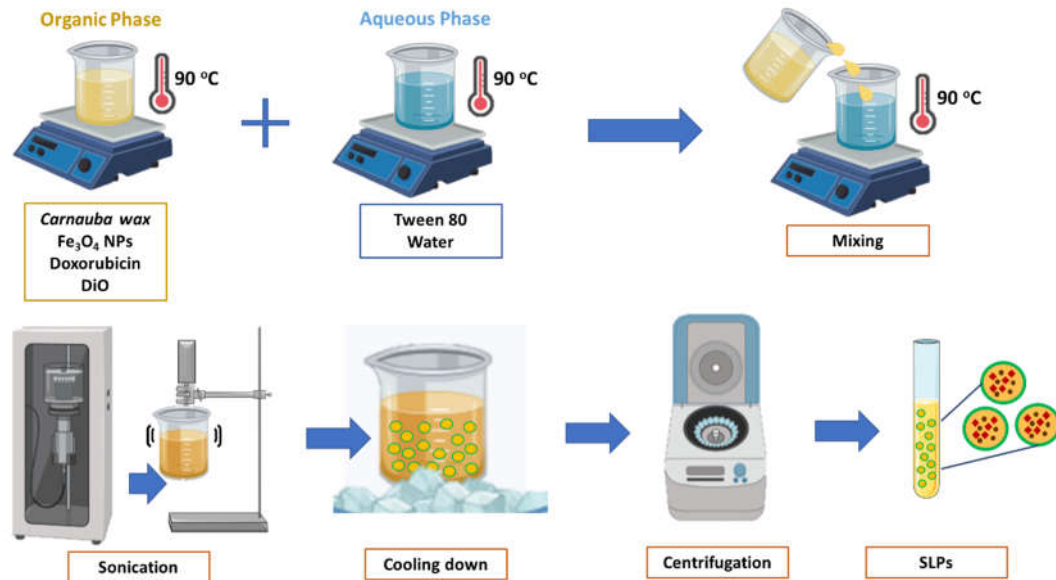 Organic Phase
Aqueous Phase
90 °C
90 °C
90 °C
Carnauba wax
Fe₃O₄ NPs
Doxorubicin
DiO
Tween 80
Water
Mixing
Sonication
Cooling down
Centrifugation
SLPs